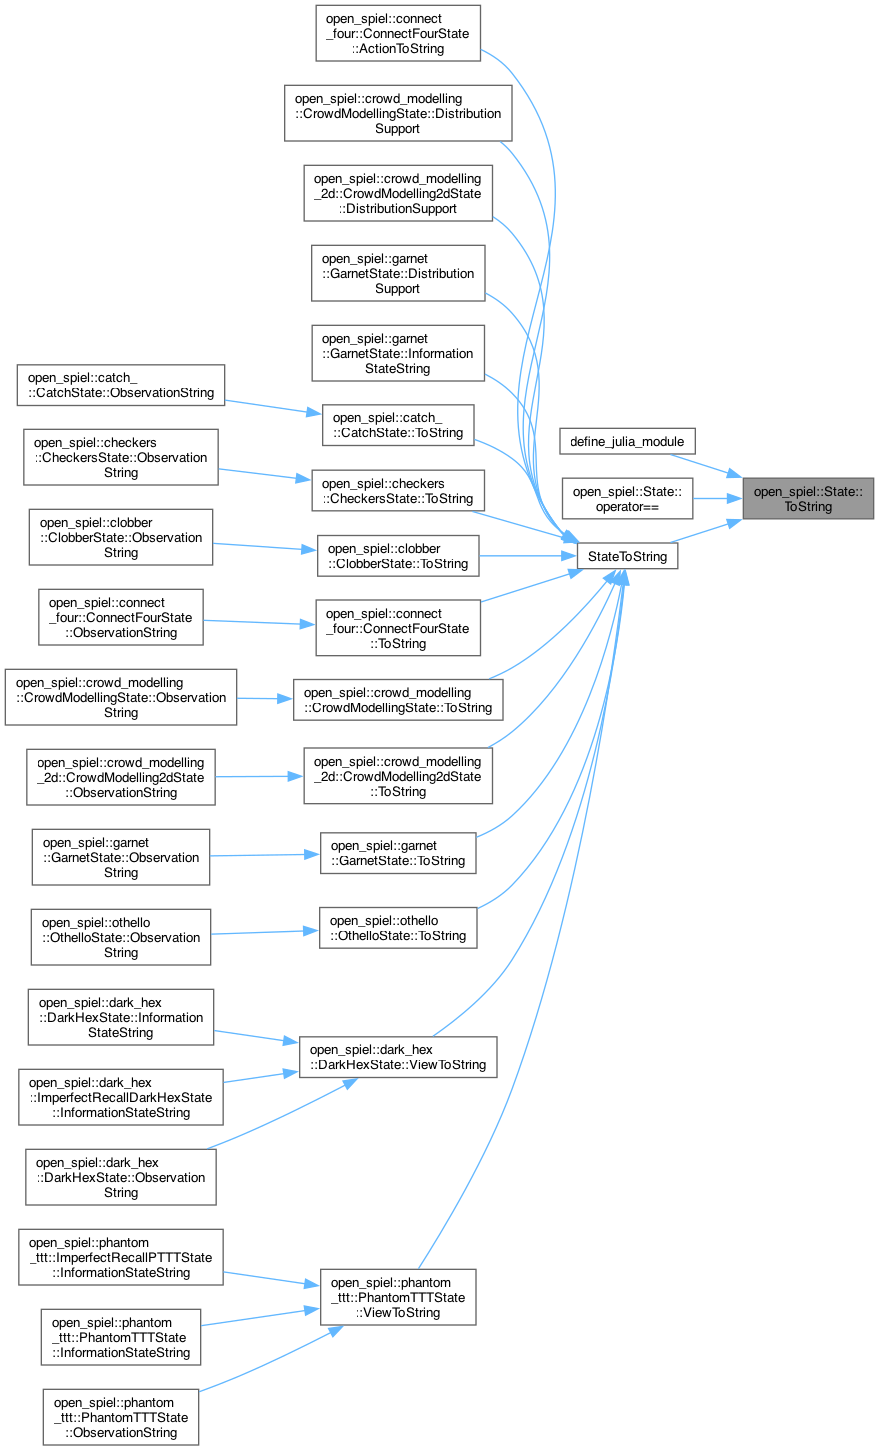 open_spiel::connect
_four::ConnectFourState
::ActionToString
open_spiel::crowd_modelling
::CrowdModellingState::Distribution
Support
open_spiel::crowd_modelling
_2d::CrowdModelling2dState
::DistributionSupport
open_spiel::garnet
::GarnetState::Distribution
Support
open_spiel::garnet
::GarnetState::Information
StateString
open_spiel::catch_
::CatchState::ObservationString
open_spiel::catch_
::CatchState::ToString
open_spiel::checkers
::CheckersState::Observation
String
open_spiel::checkers
::CheckersState::ToString
define_julia_module
open_spiel::State::
operator==
open_spiel::State::
ToString
open_spiel::clobber
::ClobberState::Observation
String
open_spiel::clobber
::ClobberState::ToString
StateToString
open_spiel::connect
_four::ConnectFourState
::ObservationString
open_spiel::connect
_four::ConnectFourState
::ToString
open_spiel::crowd_modelling
::CrowdModellingState::Observation
String
open_spiel::crowd_modelling
::CrowdModellingState::ToString
open_spiel::crowd_modelling
_2d::CrowdModelling2dState
::ObservationString
open_spiel::crowd_modelling
_2d::CrowdModelling2dState
::ToString
open_spiel::garnet
::GarnetState::Observation
String
open_spiel::garnet
::GarnetState::ToString
open_spiel::othello
::OthelloState::Observation
String
open_spiel::othello
::OthelloState::ToString
open_spiel::dark_hex
::DarkHexState::Information
StateString
open_spiel::dark_hex
::DarkHexState::ViewToString
open_spiel::dark_hex
::ImperfectRecallDarkHexState
::InformationStateString
open_spiel::dark_hex
::DarkHexState::Observation
String
open_spiel::phantom
_ttt::ImperfectRecallPTTTState
::InformationStateString
open_spiel::phantom
_ttt::PhantomTTTState
::ViewToString
open_spiel::phantom
_ttt::PhantomTTTState
::InformationStateString
open_spiel::phantom
_ttt::PhantomTTTState
::ObservationString